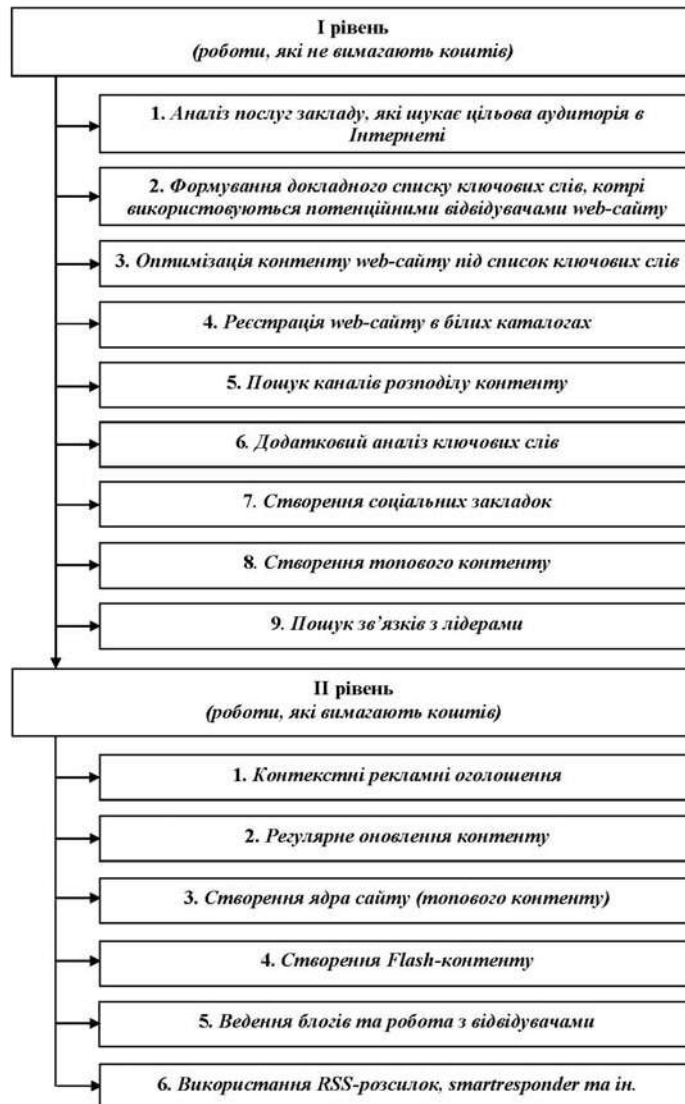 I рівень
(роботи, які не вимагають коштів)
1. Аналіз послуг закладу, які шукає цільова аудиторія в
Інтернеті
2. Формування докладного списку ключових слів, котрі
використовуються потенційними відвідувачами web-сайту
3. Оптимізація контенту web-сайту під список ключових слів
4. Реєстрація web-сайту в білих каталогах
5. Пошук каналів розподілу контенту
6. Додатковий аналіз ключових слів
7. Створення соціальних закладок
8. Створення топового контенту
9. Пошук зв’язків з лідерами
II рівень
(роботи, які вимагають коштів)
1. Контекстні рекламні оголошення
2. Регулярне оновлення контенту
3. Створення ядра сайту (топового контенту)
4. Створення Flash-контенту
5. Ведення блогів та робота з відвідувачами
6. Використання RSS-розсилок, smartresponder та ін.